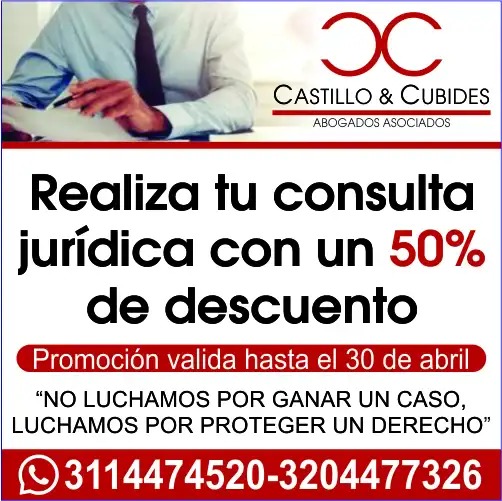 CASTILLO & CUBIDES
ABOGADOS ASOCIADOS
Realiza tu consulta
jurídica con un 50%
de descuento
Promoción valida hasta el 30 de abril
“NO LUCHAMOS POR GANAR UN CASO,
LUCHAMOS POR PROTEGER UN DERECHO”
3114474520-3204477326